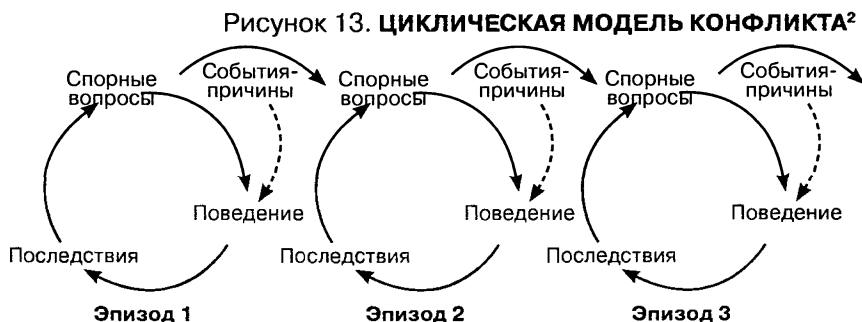 Рисунок 13. ЦИКЛИЧЕСКАЯ МОДЕЛЬ КОНФЛИКТА²
Спорные
вопросы
События-
причины
Поведение
Последствия
Эпизод 1
Спорные
вопросы
События-
причины
Поведение
Последствия
Эпизод 2
Спорные
вопросы
События-
причины
Поведение
Последствия
Эпизод 3